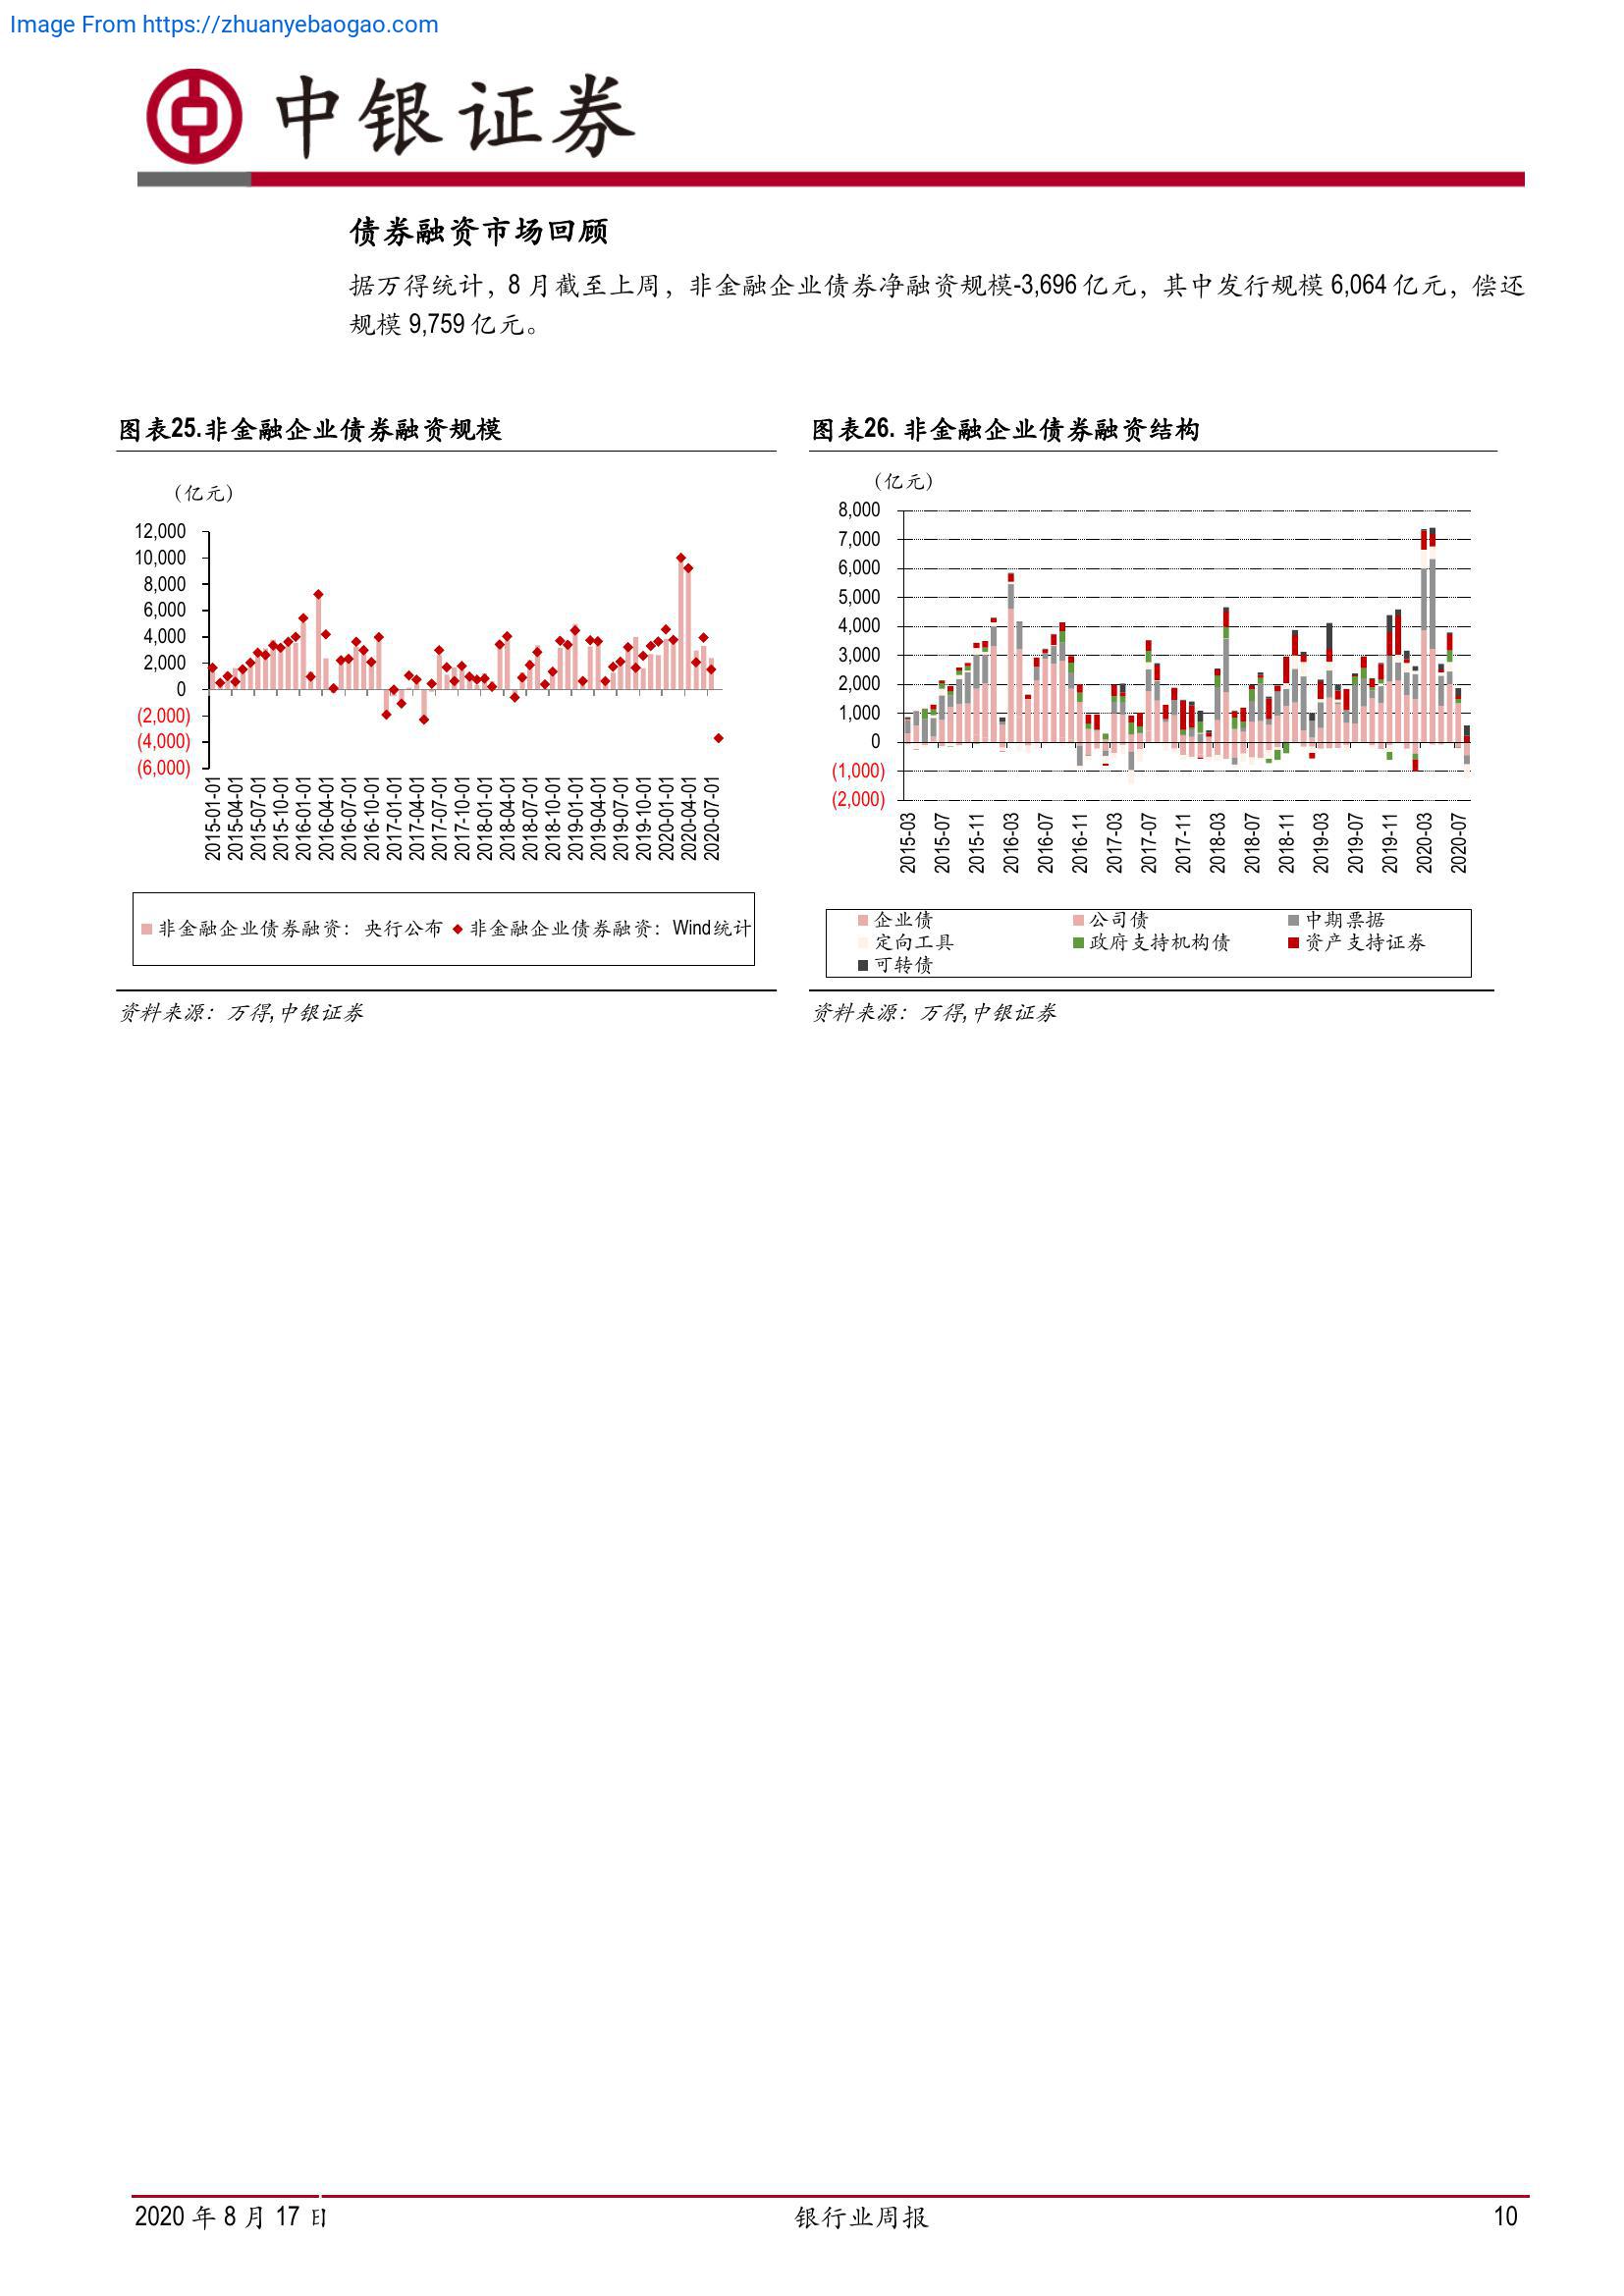 Image From https://zhuanyebaogao.com
中银证券
债券融资市场回顾
据万得统计，8 月截至上周，非金融企业债券净融资规模-3,696 亿元，其中发行规模 6,064 亿元，偿还
规模 9,759 亿元。
图表25.非金融企业债券融资规模
（亿元）
12,000
10,000
8,000
6,000
4,000
2,000
0
(2,000)
(4,000)
(6,000)
2015-01-01
2015-04-01
2015-07-01
2015-10-01
2016-01-01
2016-04-01
2016-07-01
2016-10-01
2017-01-01
2017-04-01
2017-07-01
2017-10-01
2018-01-01
2018-04-01
2018-07-01
2018-10-01
2019-01-01
2019-04-01
2019-07-01
2019-10-01
2020-01-01
2020-04-01
2020-07-01
非金融企业债券融资：央行公布
非金融企业债券融资：Wind统计
资料来源：万得,中银证券
图表26. 非金融企业债券融资结构
（亿元）
8,000
7,000
6,000
5,000
4,000
3,000
2,000
1,000
0
(1,000)
(2,000)
2015-03
2015-07
2015-11
2016-03
2016-07
2016-11
2017-03
2017-07
2017-11
2018-03
2018-07
2018-11
2019-03
2019-07
2019-11
2020-03
2020-07
企业债
公司债
中期票据
定向工具
政府支持机构债
资产支持证券
可转债
资料来源：万得,中银证券
2020 年 8 月 17 日
银行业周报
10